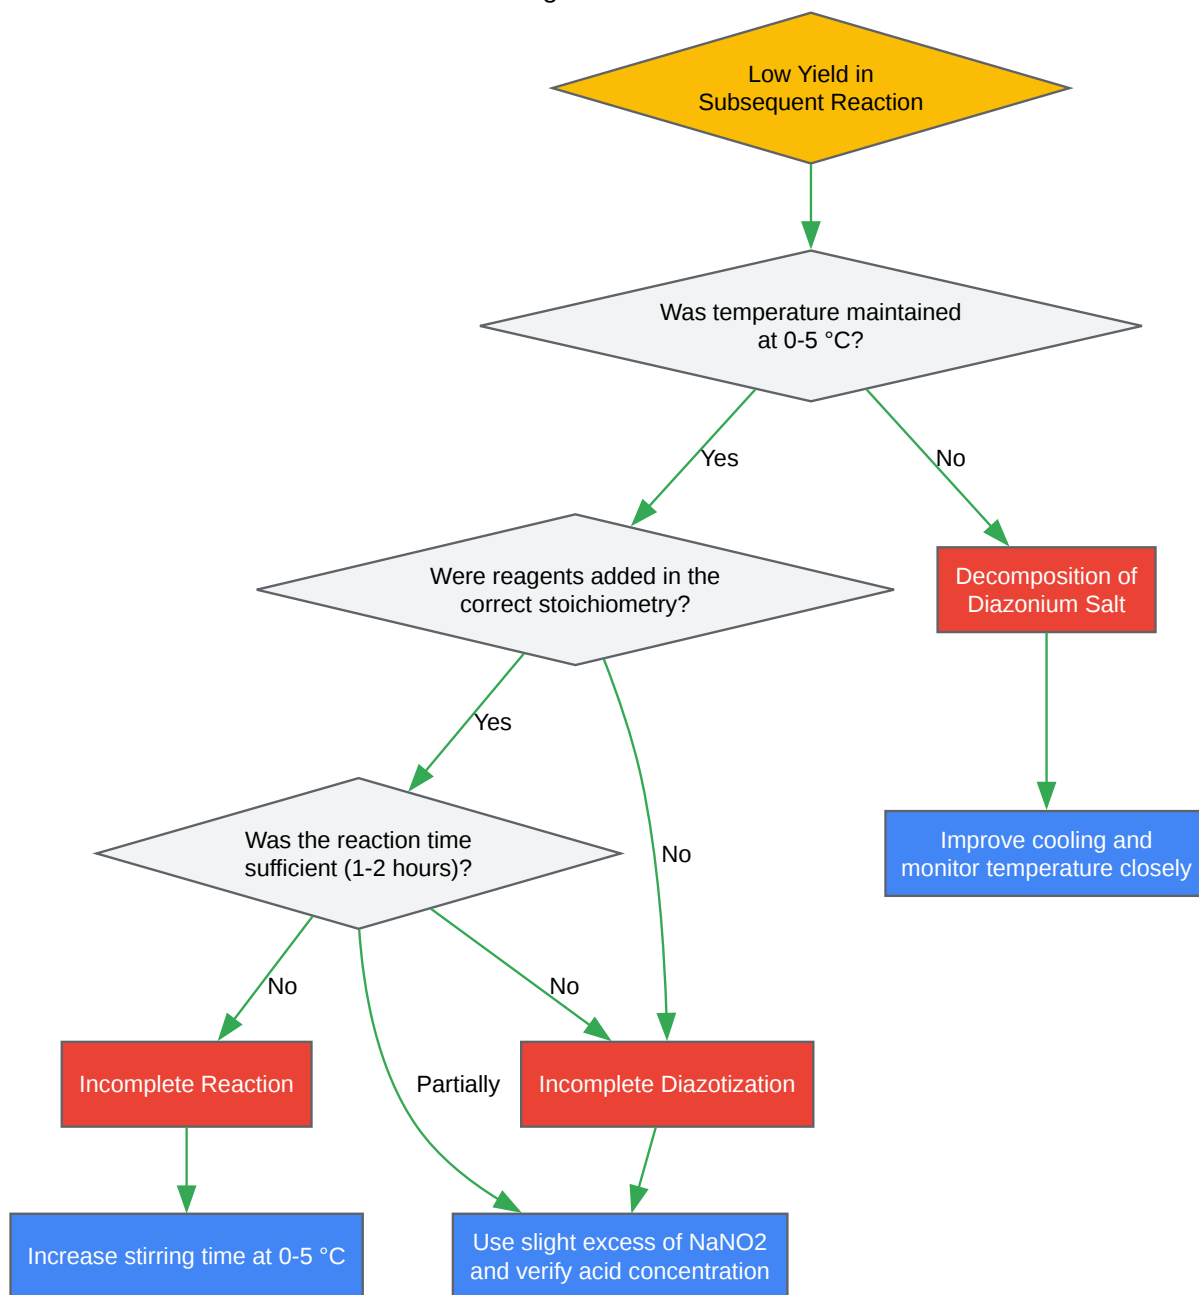 Low Yield in
Subsequent Reaction
Was temperature maintained
at 0-5 °C?
Yes
No
Were reagents added in the
correct stoichiometry?
Decomposition of
Diazonium Salt
Yes
No
Was the reaction time
sufficient (1-2 hours)?
Improve cooling and
monitor temperature closely
No
No
Partially
Incomplete Reaction
Incomplete Diazotization
Increase stirring time at 0-5 °C
Use slight excess of NaNO2
and verify acid concentration